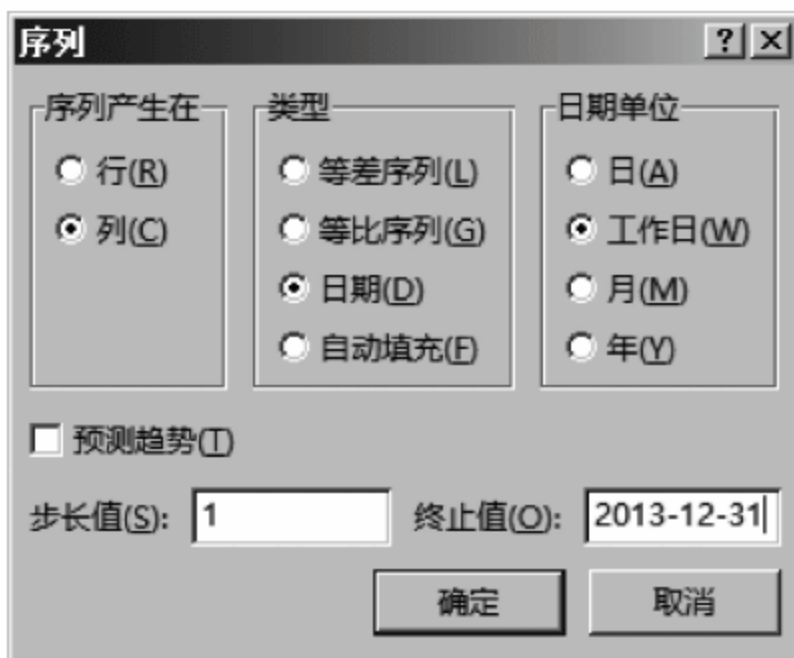 序列
序列产生在 类型 日期单位
行(R) 等差序列(L) 日(A)
列(C) 等比序列(G) 工作日(W)
日期(D) 月(M)
自动填充(F) 年(Y)
预测趋势(T)
步长值(S): 1 终止值(O): 2013-12-31
确定 取消